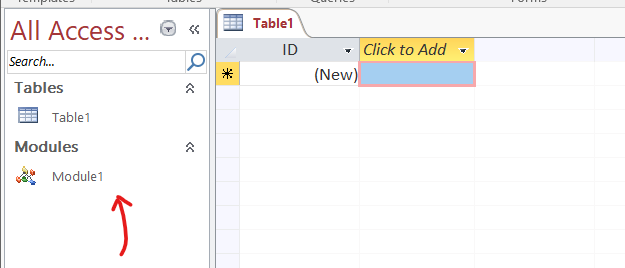 Templates Tables Queries Forms
All Access ...
Table1
Search...
ID Click to Add
(New)
Tables
Table1
Modules
Module1